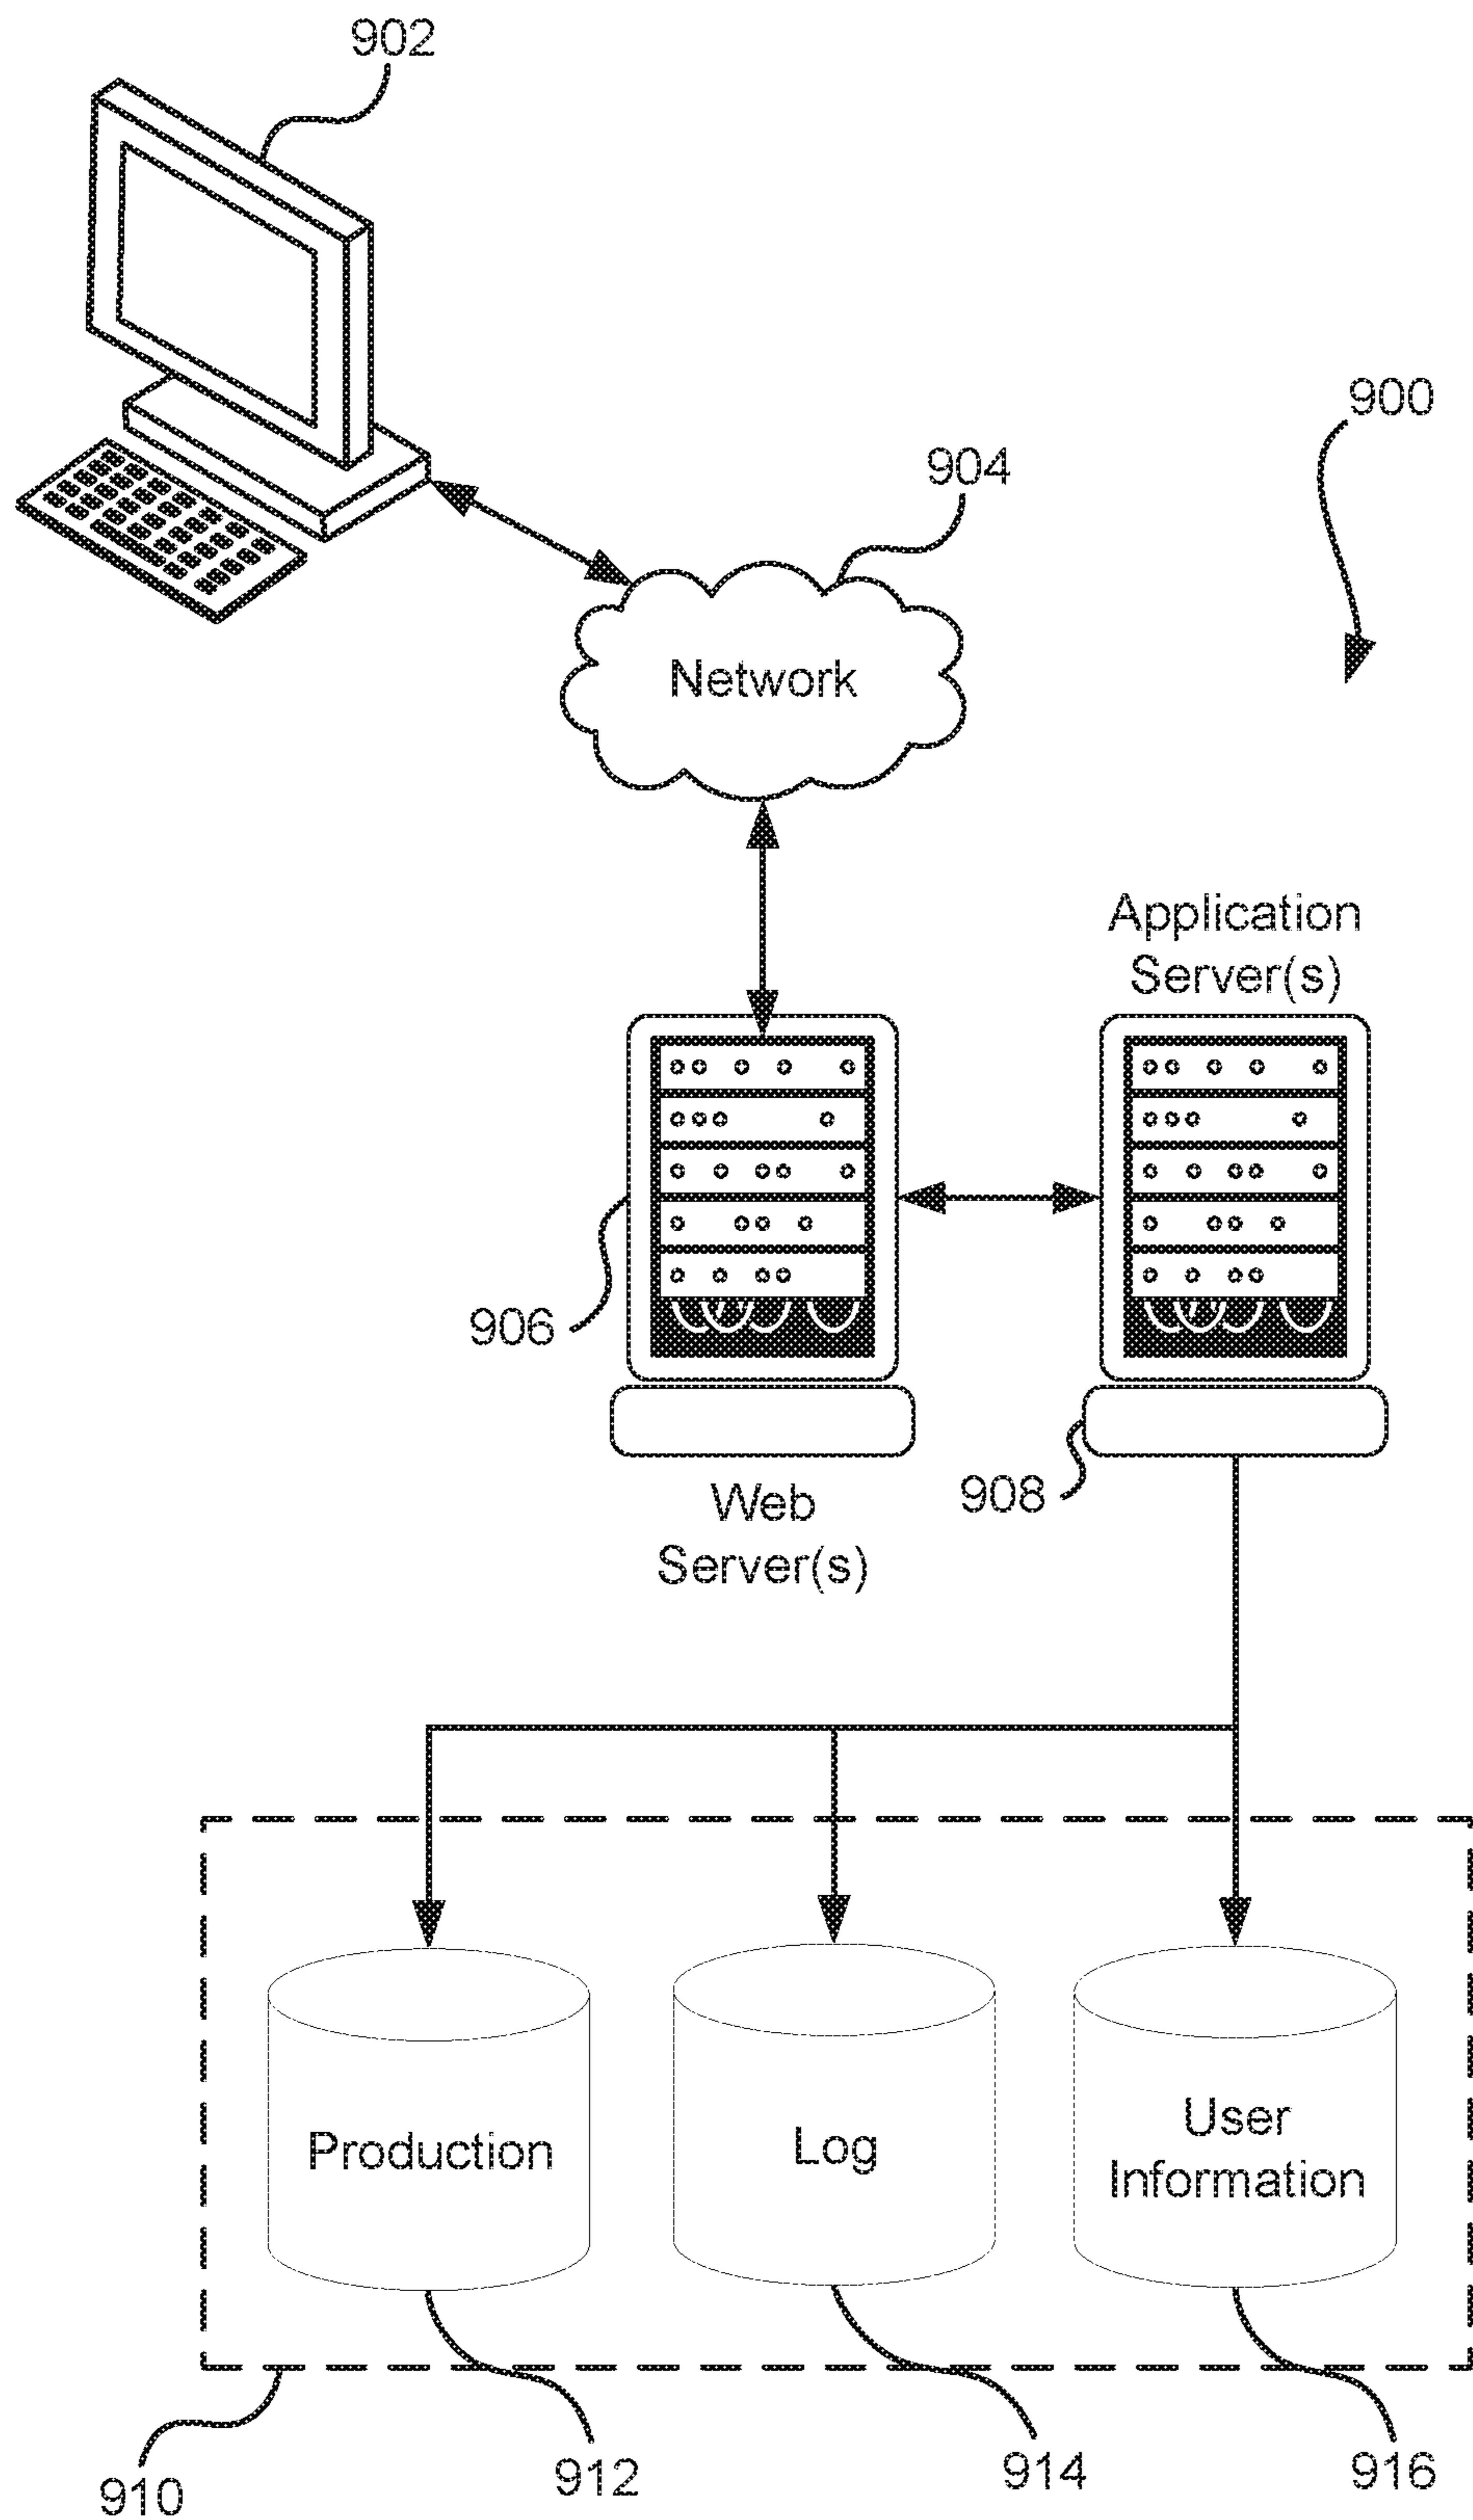 902
900
904
Network
Application
Server(s)
906
908
Web
Server(s)
Production
Log
User
Information
910
912
914
916